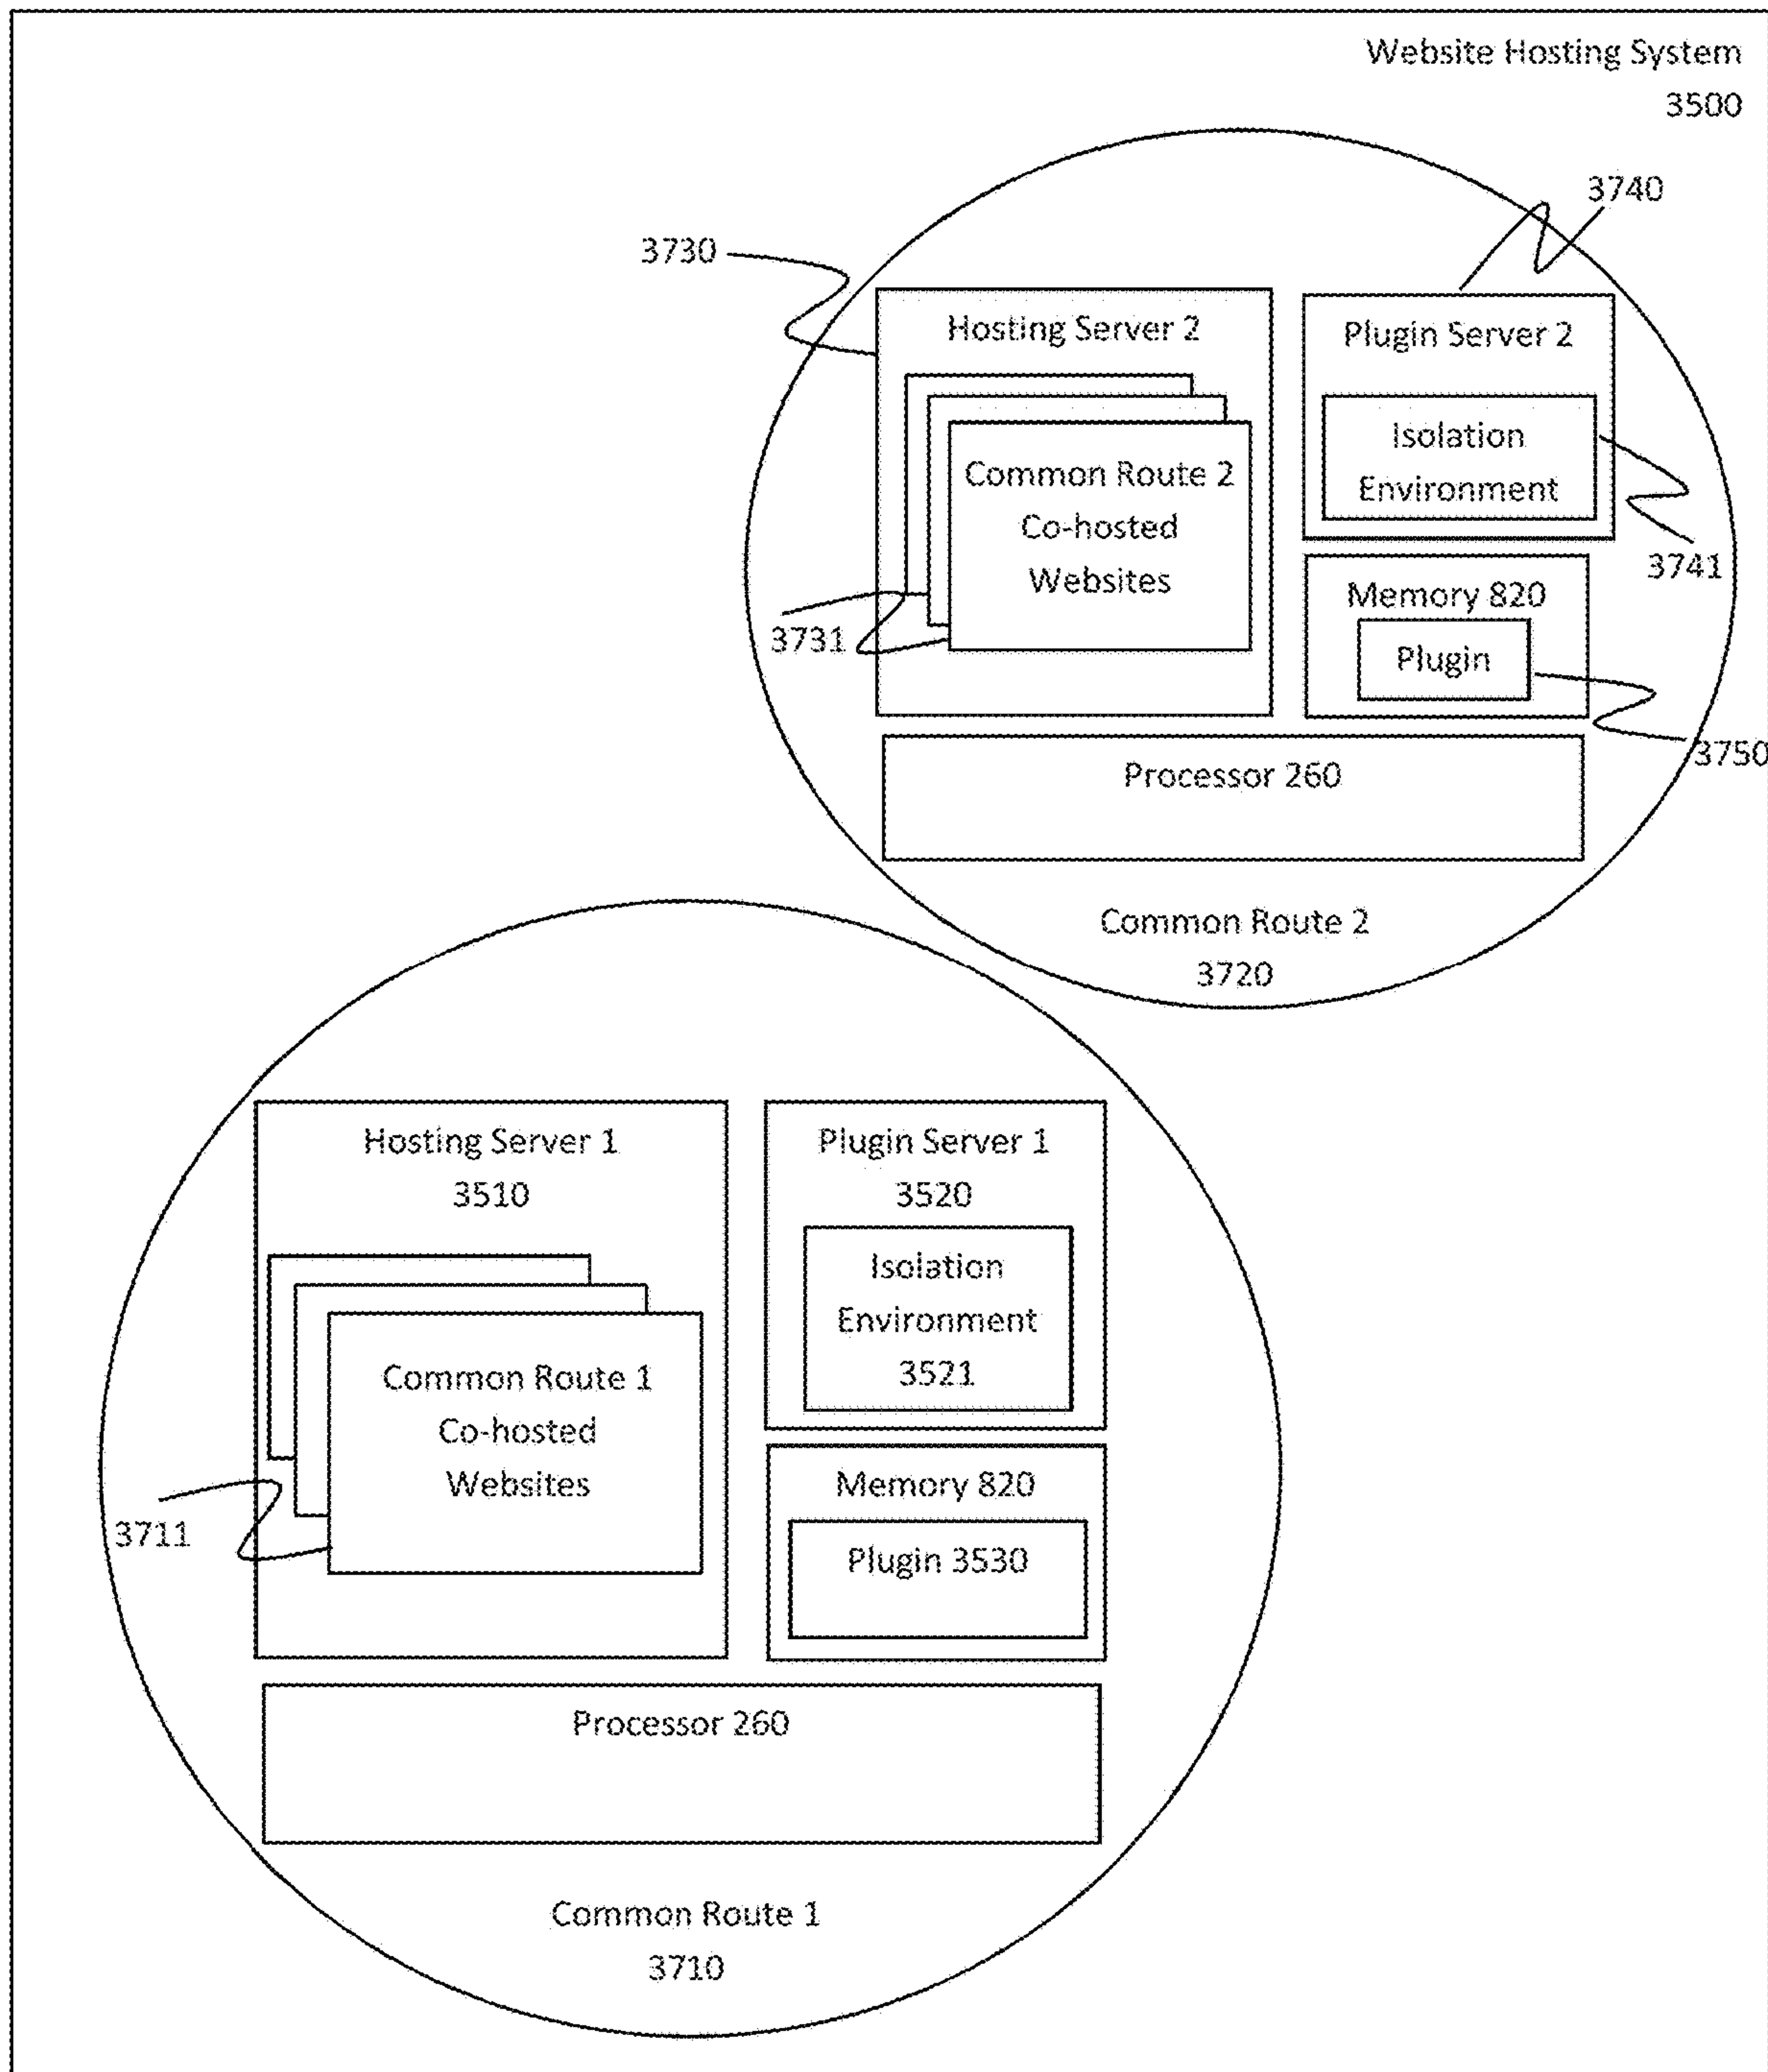 Website Hosting System
3500
3740
3730
Hosting Server 2
Common Route 2
Co-hosted
Websites
3731
Plugin Server 2
Isolation
Environment
3741
Memory 820
Plugin
3750
Processor 260
Common Route 2
3720
Hosting Server 1
3510
Common Route 1
Co-hosted
Websites
3711
Plugin Server 1
3520
Isolation
Environment
3521
Memory 820
Plugin 3530
Processor 260
Common Route 1
3710